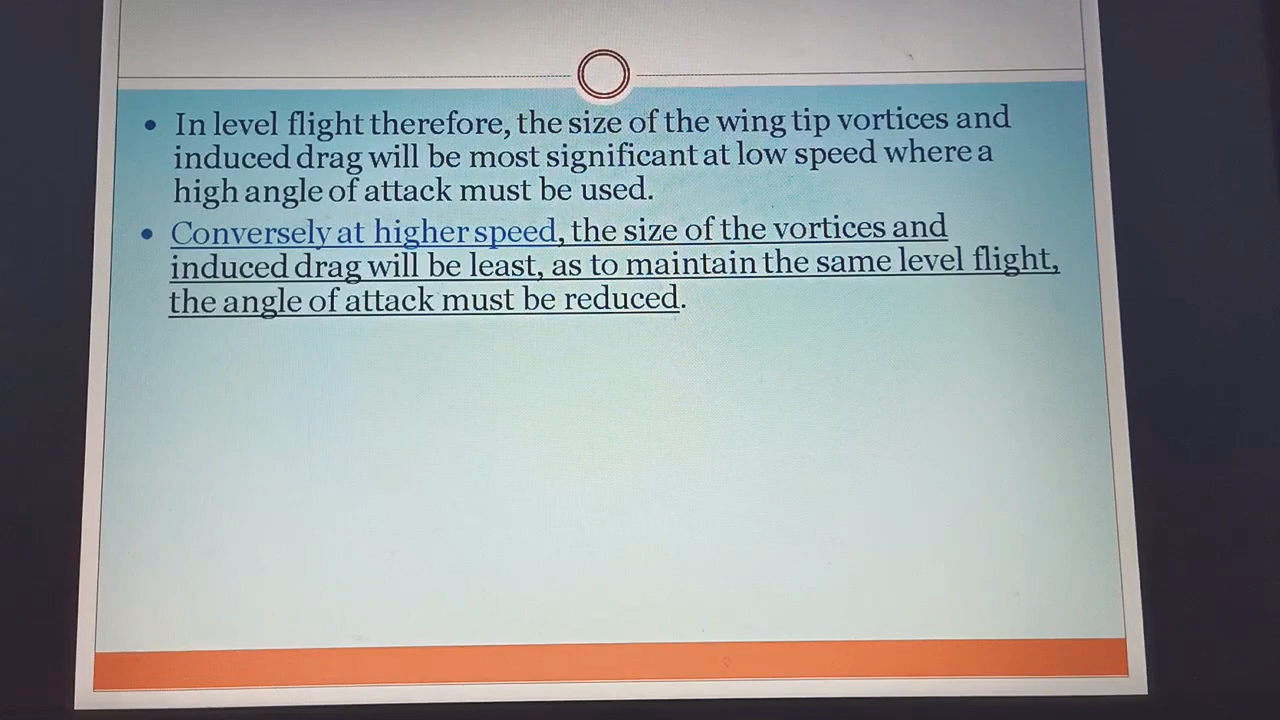 • In level flight therefore, the size of the wing tip vortices and
induced drag will be most significant at low speed where a
high angle of attack must be used.
• Conversely at higher speed, the size of the vortices and
induced drag will be least, as to maintain the same level flight,
the angle of attack must be reduced.